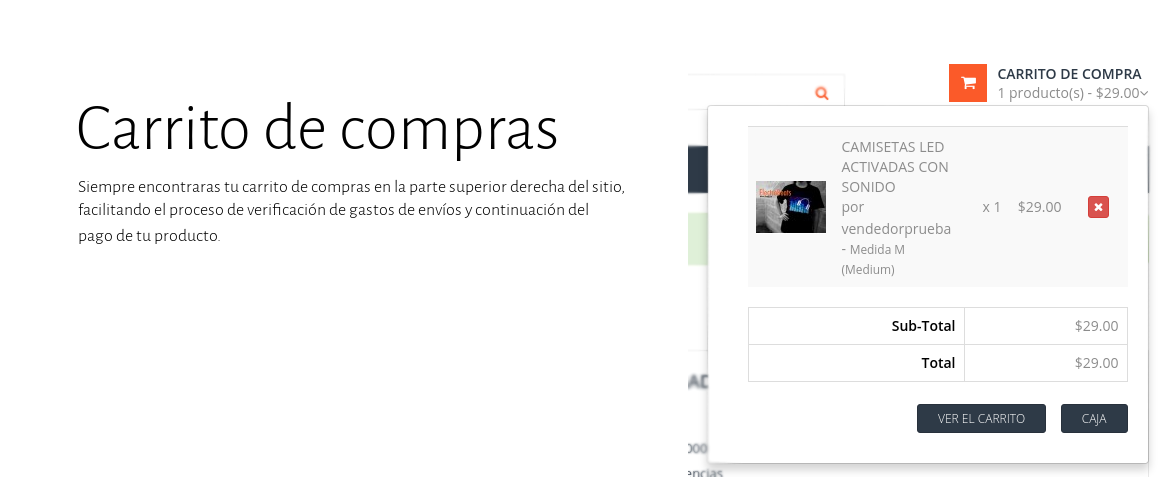 Carrito de compras
Siempre encontraras tu carrito de compras en la parte superior derecha del sitio,
facilitando el proceso de verificación de gastos de envíos y continuación del
pago de tu producto.
CARRITO DE COMPRA
1 producto(s) - $29.00
CAMISETAS LED
ACTIVADAS CON
SONIDO
por
vendedorprueba
- Medida M
(Medium)
x 1 $29.00
Sub-Total $29.00
Total $29.00
VER EL CARRITO CAJA
AD
000
encias